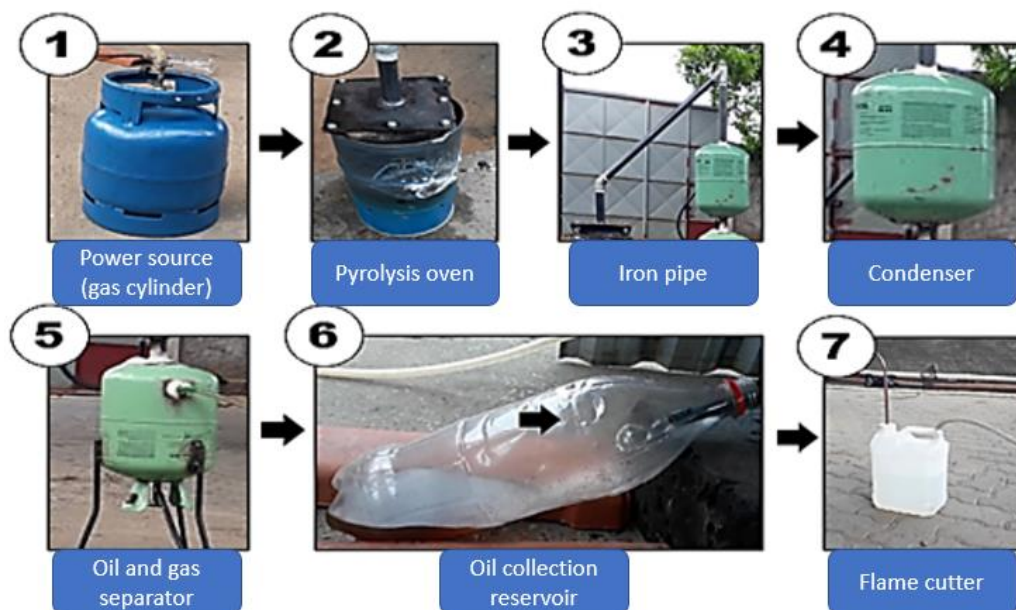 1
2
3
4
Power source
(gas cylinder)
Pyrolysis oven
Iron pipe
Condenser
5
6
7
Oil and gas
separator
Oil collection
reservoir
Flame cutter